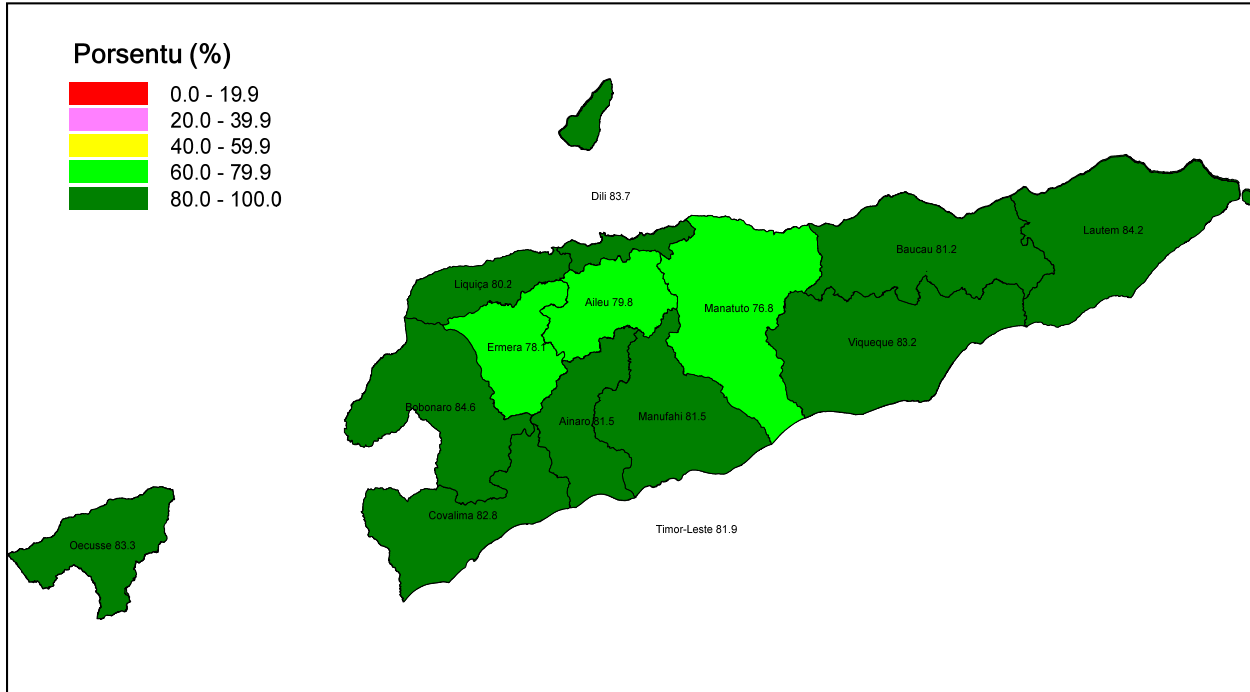 Porsentu (%)
0.0 - 19.9
20.0 - 39.9
40.0 - 59.9
60.0 - 79.9
80.0 - 100.0
Dili 83.7
Lautem 84.2
Baucau 81.2
Liquiça 80.2
Aileu 79.8
Manatuto 76.8
Ermera 78.1
Viqueque 83.2
Bobonaro 84.6
Ainaro 81.5
Manufahi 81.5
Covalima 82.8
Timor-Leste 81.9
Oecusse 83.3